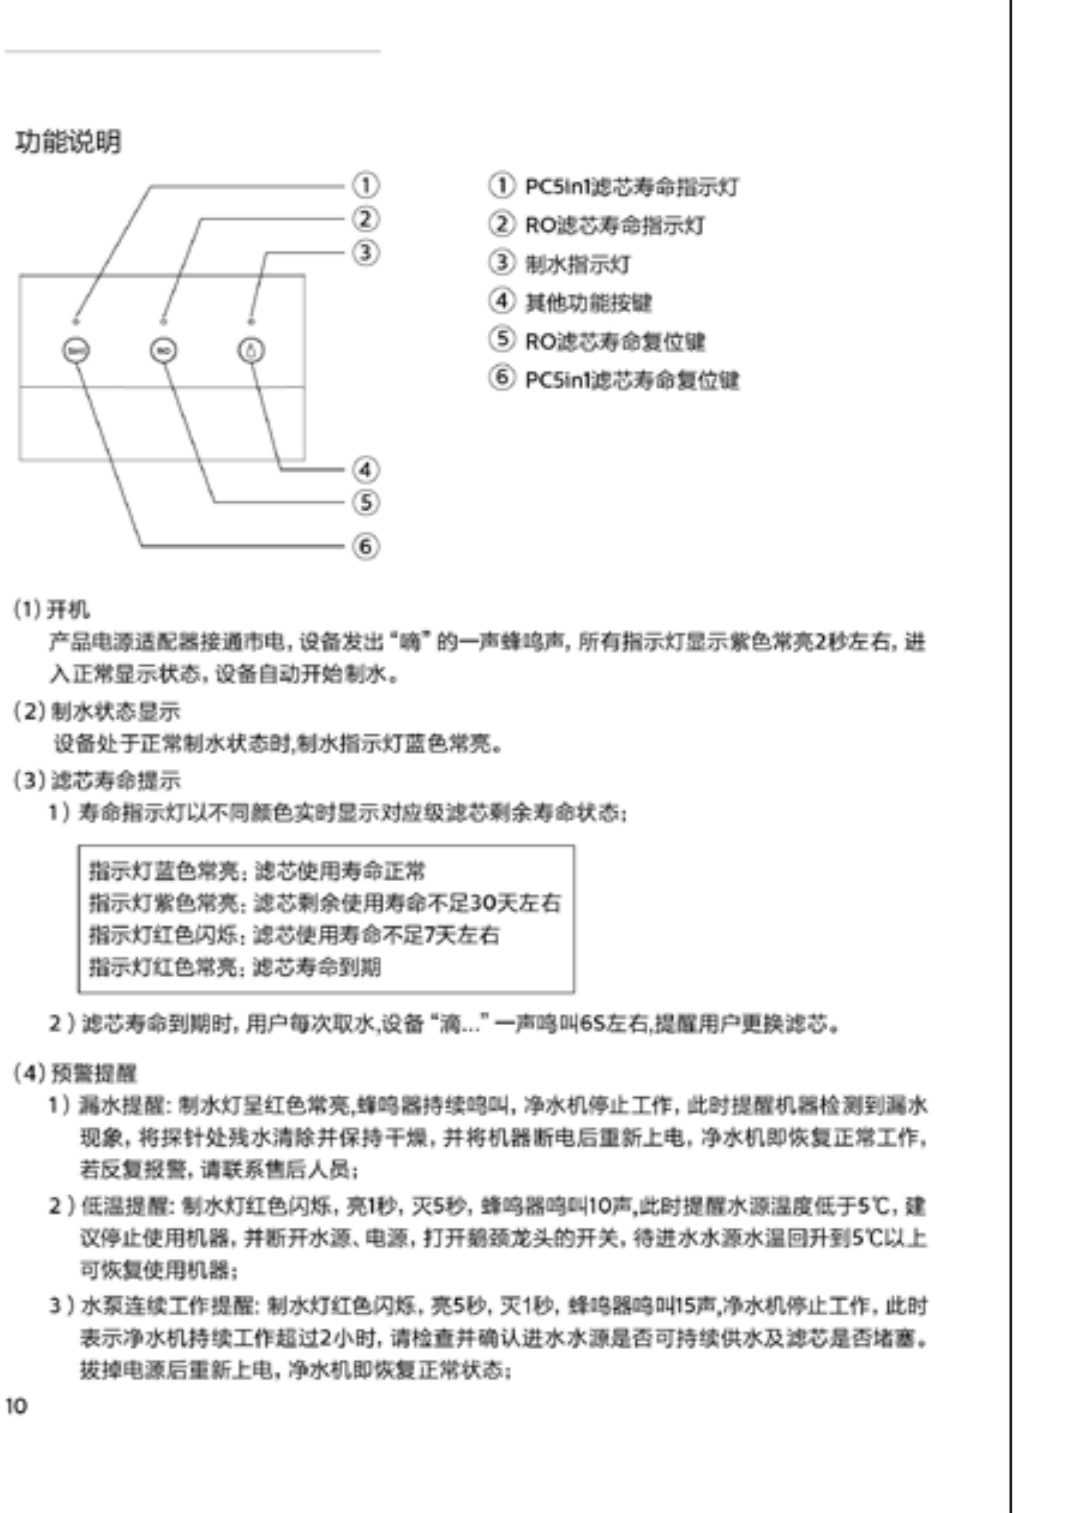 功能说明
①
②
③
5in1
RO
④
⑤
⑥
① PC5in1滤芯寿命指示灯
② RO滤芯寿命指示灯
③ 制水指示灯
④ 其他功能按键
⑤ RO滤芯寿命复位键
⑥ PC5in1滤芯寿命复位键
(1) 开机
产品电源适配器接通市电, 设备发出“嘀”的一声蜂鸣声, 所有指示灯显示紫色常亮2秒左右, 进
入正常显示状态, 设备自动开始制水。
(2) 制水状态显示
设备处于正常制水状态时,制水指示灯蓝色常亮。
(3) 滤芯寿命提示
1) 寿命指示灯以不同颜色实时显示对应级滤芯剩余寿命状态;
指示灯蓝色常亮: 滤芯使用寿命正常
指示灯紫色常亮: 滤芯剩余使用寿命不足30天左右
指示灯红色闪烁: 滤芯使用寿命不足7天左右
指示灯红色常亮: 滤芯寿命到期
2) 滤芯寿命到期时, 用户每次取水,设备“滴...”一声鸣叫6S左右,提醒用户更换滤芯。
(4) 预警提醒
1) 漏水提醒: 制水灯呈红色常亮,蜂鸣器持续鸣叫, 净水机停止工作, 此时提醒机器检测到漏水
现象, 将探针处残水清除并保持干燥, 并将机器断电后重新上电, 净水机即恢复正常工作,
若反复报警, 请联系售后人员;
2) 低温提醒: 制水灯红色闪烁, 亮1秒, 灭5秒, 蜂鸣器鸣叫10声,此时提醒水源温度低于5℃, 建
议停止使用机器, 并断开水源、电源, 打开鹅颈龙头的开关, 待进水水源水温回升到5℃以上
可恢复使用机器;
3) 水泵连续工作提醒: 制水灯红色闪烁, 亮5秒, 灭1秒, 蜂鸣器鸣叫15声,净水机停止工作, 此时
表示净水机持续工作超过2小时, 请检查并确认进水水源是否可持续供水及滤芯是否堵塞。
拔掉电源后重新上电, 净水机即恢复正常状态;
10